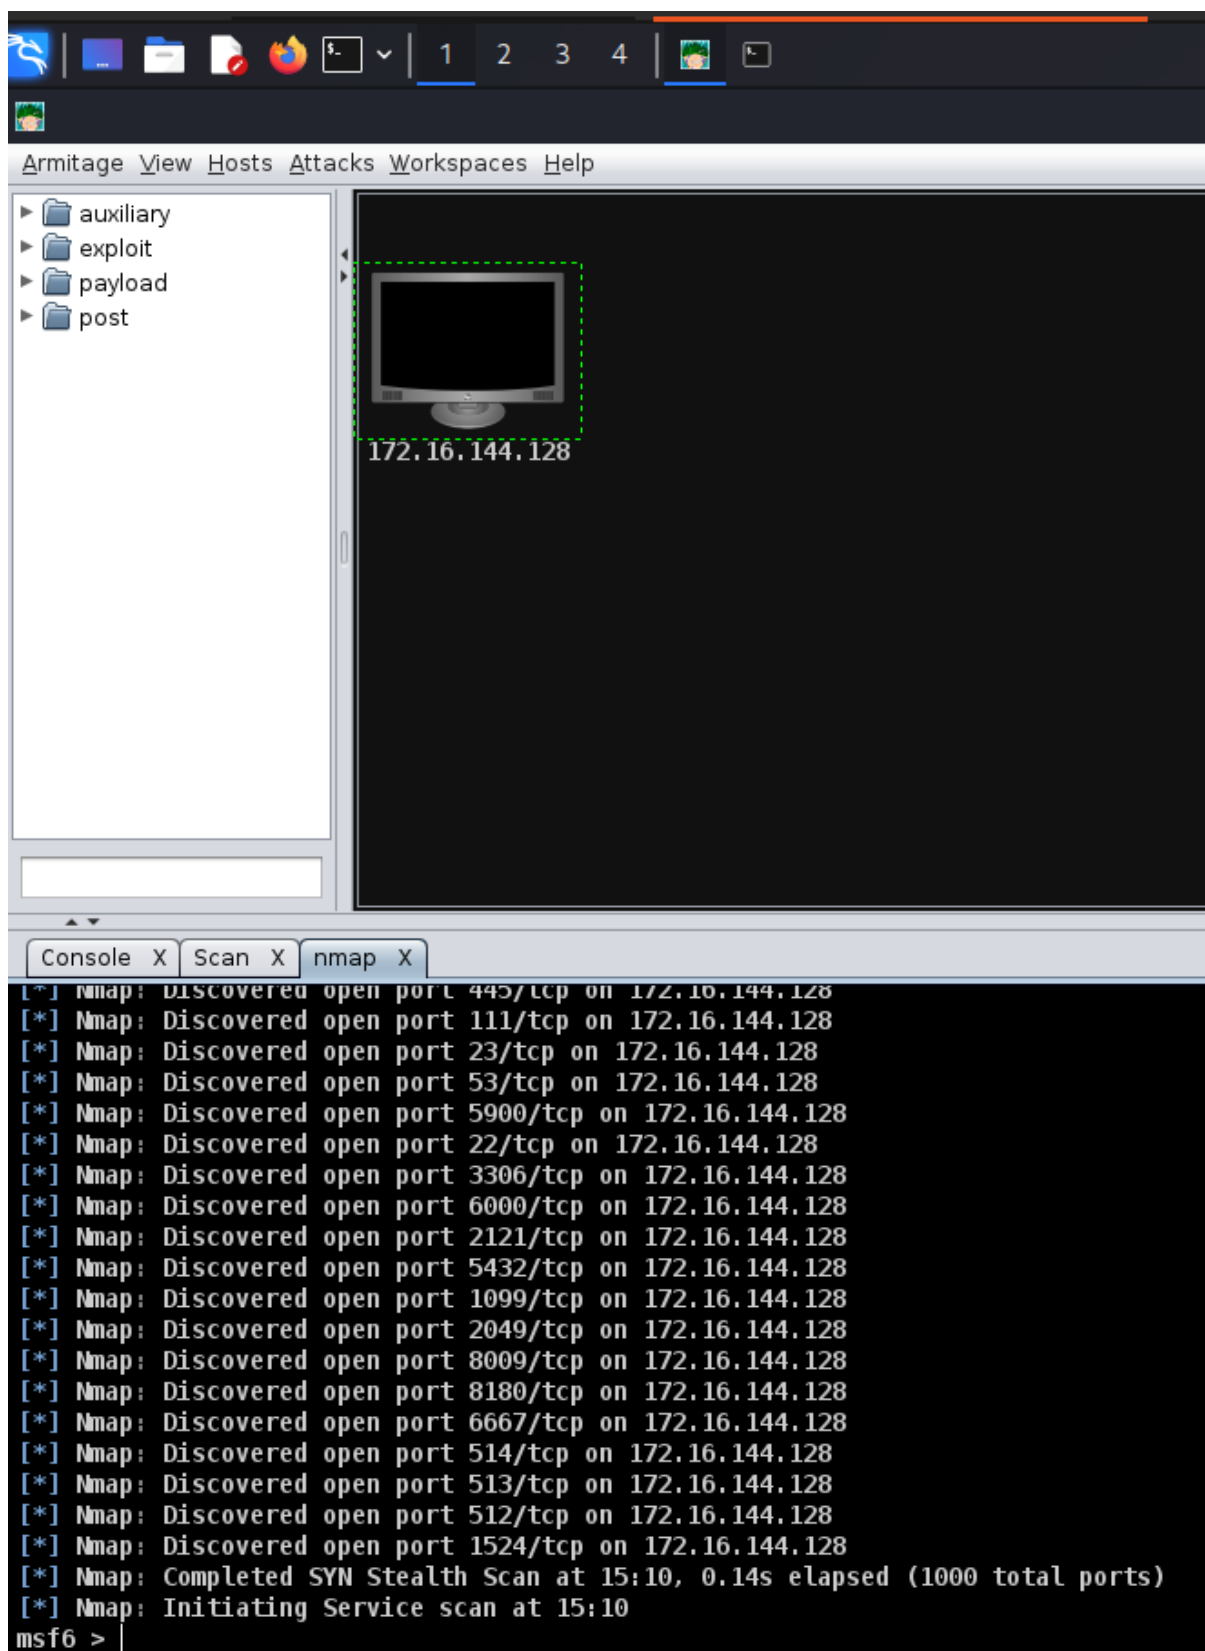 1 2 3 4
Armitage View Hosts Attacks Workspaces Help
auxiliary
exploit
payload
post
172.16.144.128
Console X Scan X nmap X
[*] Nmap: Discovered open port 445/tcp on 172.16.144.128
[*] Nmap: Discovered open port 111/tcp on 172.16.144.128
[*] Nmap: Discovered open port 23/tcp on 172.16.144.128
[*] Nmap: Discovered open port 53/tcp on 172.16.144.128
[*] Nmap: Discovered open port 5900/tcp on 172.16.144.128
[*] Nmap: Discovered open port 22/tcp on 172.16.144.128
[*] Nmap: Discovered open port 3306/tcp on 172.16.144.128
[*] Nmap: Discovered open port 6000/tcp on 172.16.144.128
[*] Nmap: Discovered open port 2121/tcp on 172.16.144.128
[*] Nmap: Discovered open port 5432/tcp on 172.16.144.128
[*] Nmap: Discovered open port 1099/tcp on 172.16.144.128
[*] Nmap: Discovered open port 2049/tcp on 172.16.144.128
[*] Nmap: Discovered open port 8009/tcp on 172.16.144.128
[*] Nmap: Discovered open port 8180/tcp on 172.16.144.128
[*] Nmap: Discovered open port 6667/tcp on 172.16.144.128
[*] Nmap: Discovered open port 514/tcp on 172.16.144.128
[*] Nmap: Discovered open port 513/tcp on 172.16.144.128
[*] Nmap: Discovered open port 512/tcp on 172.16.144.128
[*] Nmap: Discovered open port 1524/tcp on 172.16.144.128
[*] Nmap: Completed SYN Stealth Scan at 15:10, 0.14s elapsed (1000 total ports)
[*] Nmap: Initiating Service scan at 15:10
msf6 >